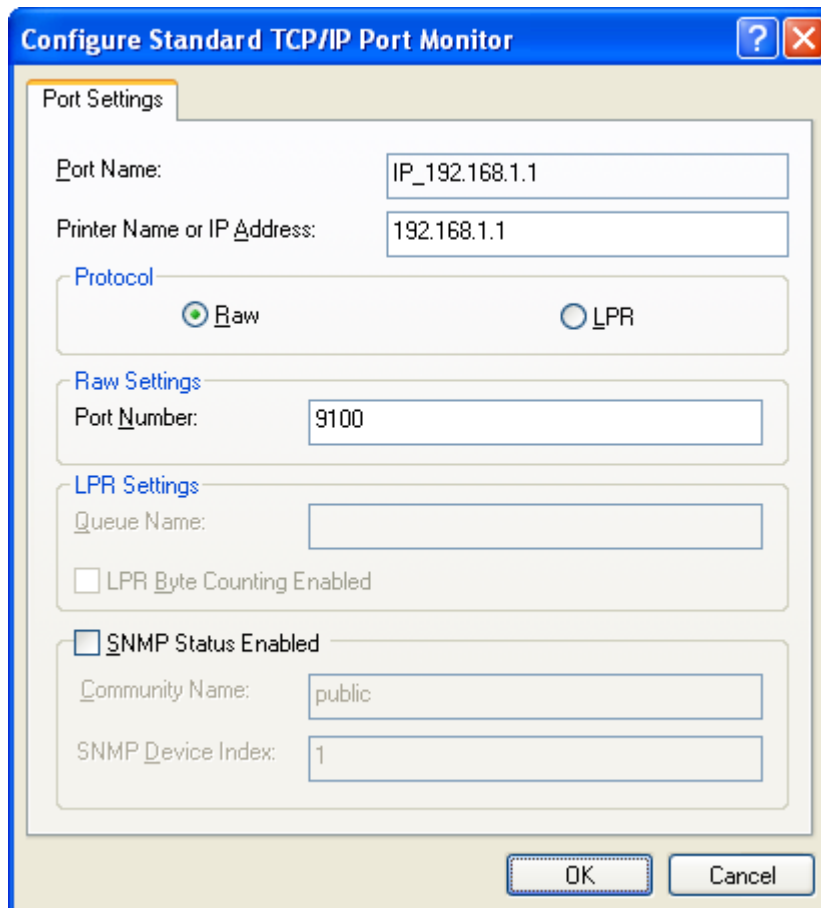 Configure Standard TCP/IP Port Monitor
Port Settings
Port Name: IP_192.168.1.1
Printer Name or IP Address: 192.168.1.1
Protocol
Raw LPR
Raw Settings
Port Number: 9100
LPR Settings
Queue Name:
LPR Byte Counting Enabled
SNMP Status Enabled
Community Name: public
SNMP Device Index: 1
OK Cancel